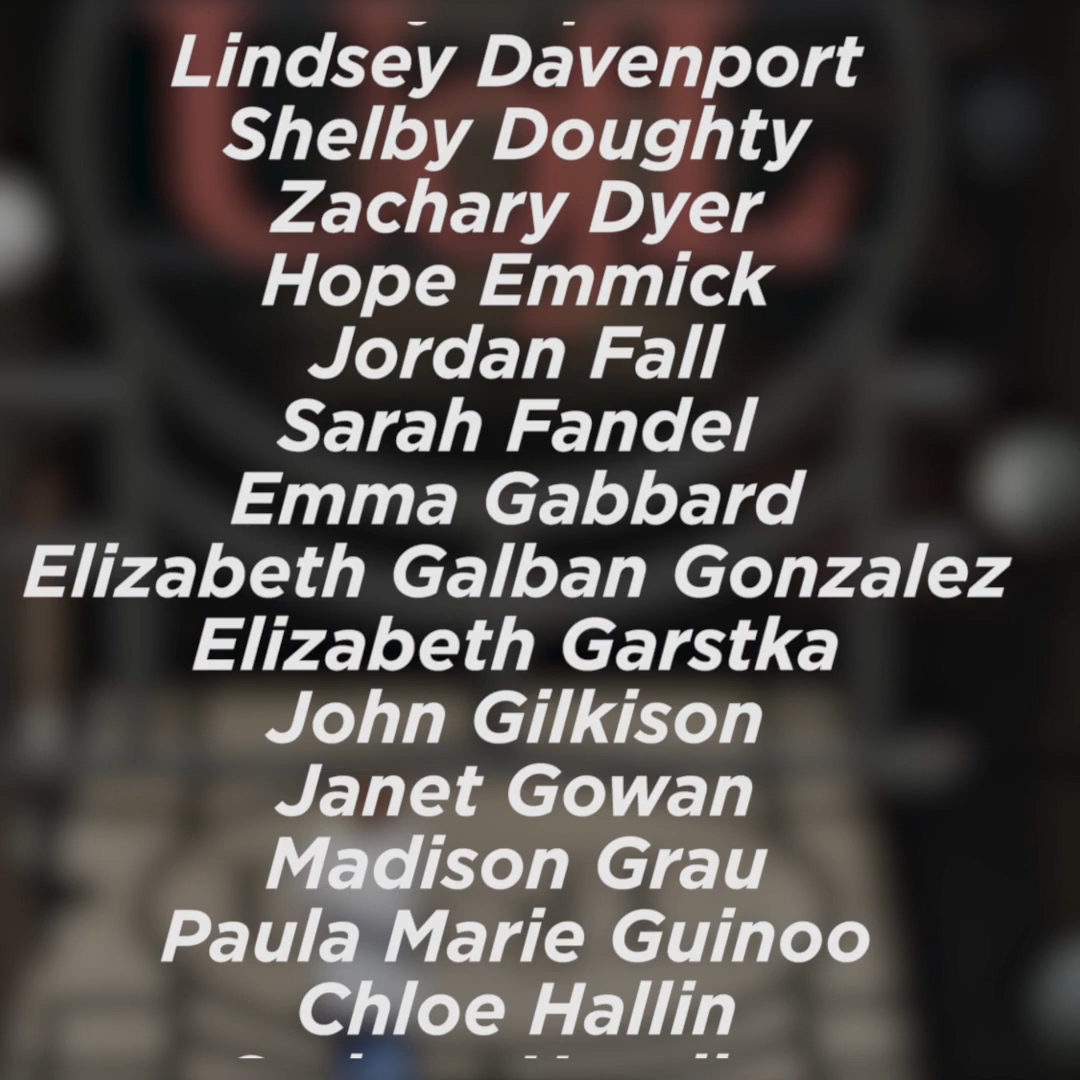 Lindsey Davenport
Shelby Doughty
Zachary Dyer
Hope Emmick
Jordan Fall
Sarah Fandel
Emma Gabbard
Elizabeth Galban Gonzalez
Elizabeth Garstka
John Gilkison
Janet Gowan
Madison Grau
Paula Marie Guinoo
Chloe Hallin